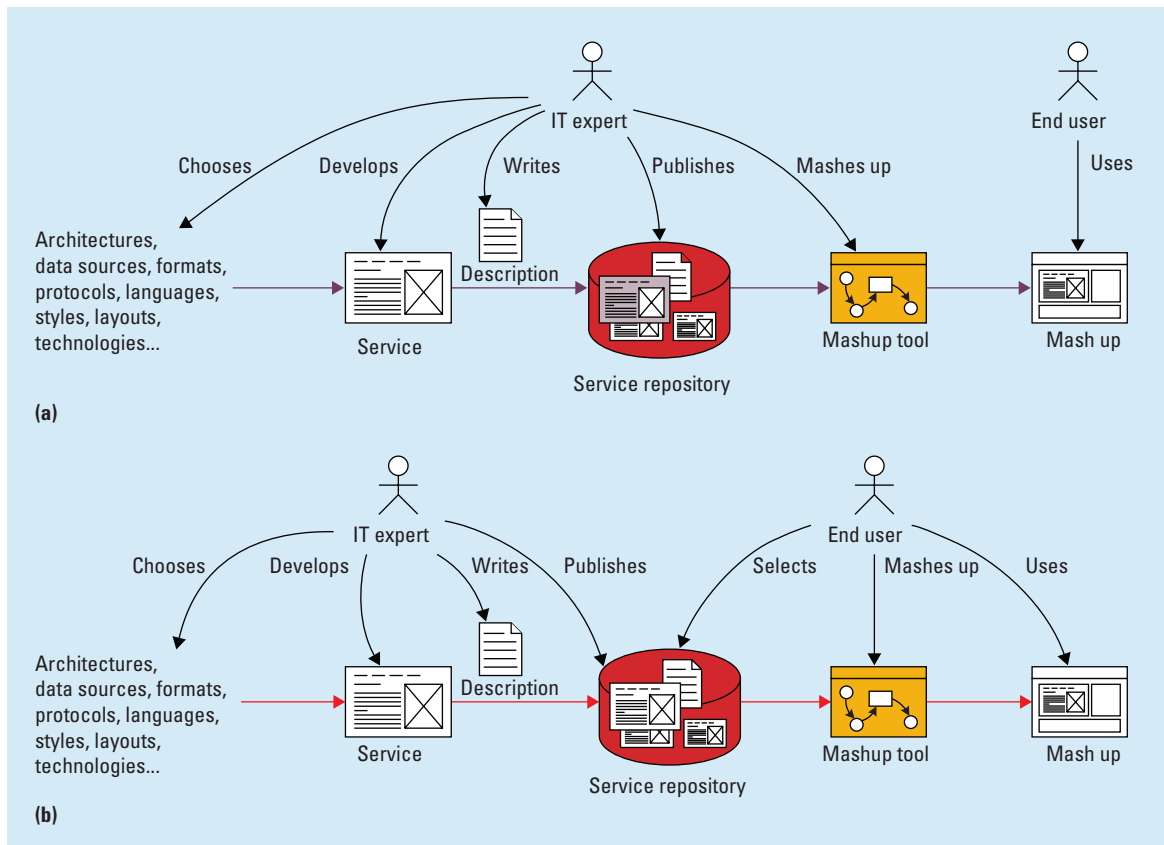 IT expert
End user
Chooses
Develops
Writes
Publishes
Mashes up
Uses
Architectures,
data sources, formats,
protocols, languages,
styles, layouts,
technologies...
Description
Service
Service repository
Mashup tool
Mash up
(a)
IT expert
End user
Chooses
Develops
Writes
Publishes
Selects
Mashes up
Uses
Architectures,
data sources, formats,
protocols, languages,
styles, layouts,
technologies...
Description
Service
Service repository
Mashup tool
Mash up
(b)